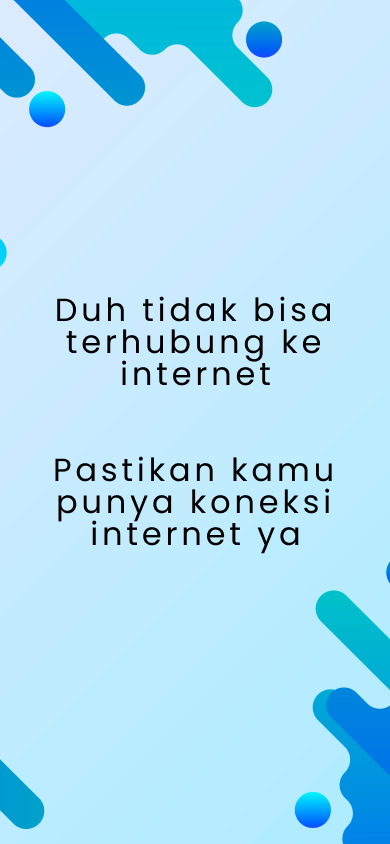 Duh tidak bisa
terhubung ke
internet
Pastikan kamu
punya koneksi
internet ya